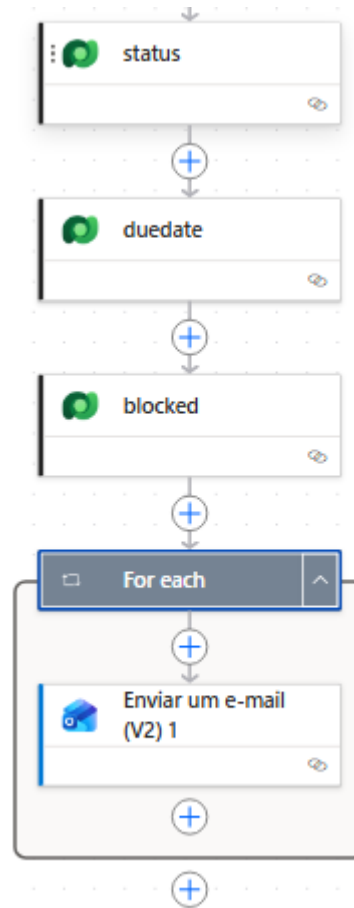 status
duedate
blocked
For each
Enviar um e-mail
(V2) 1